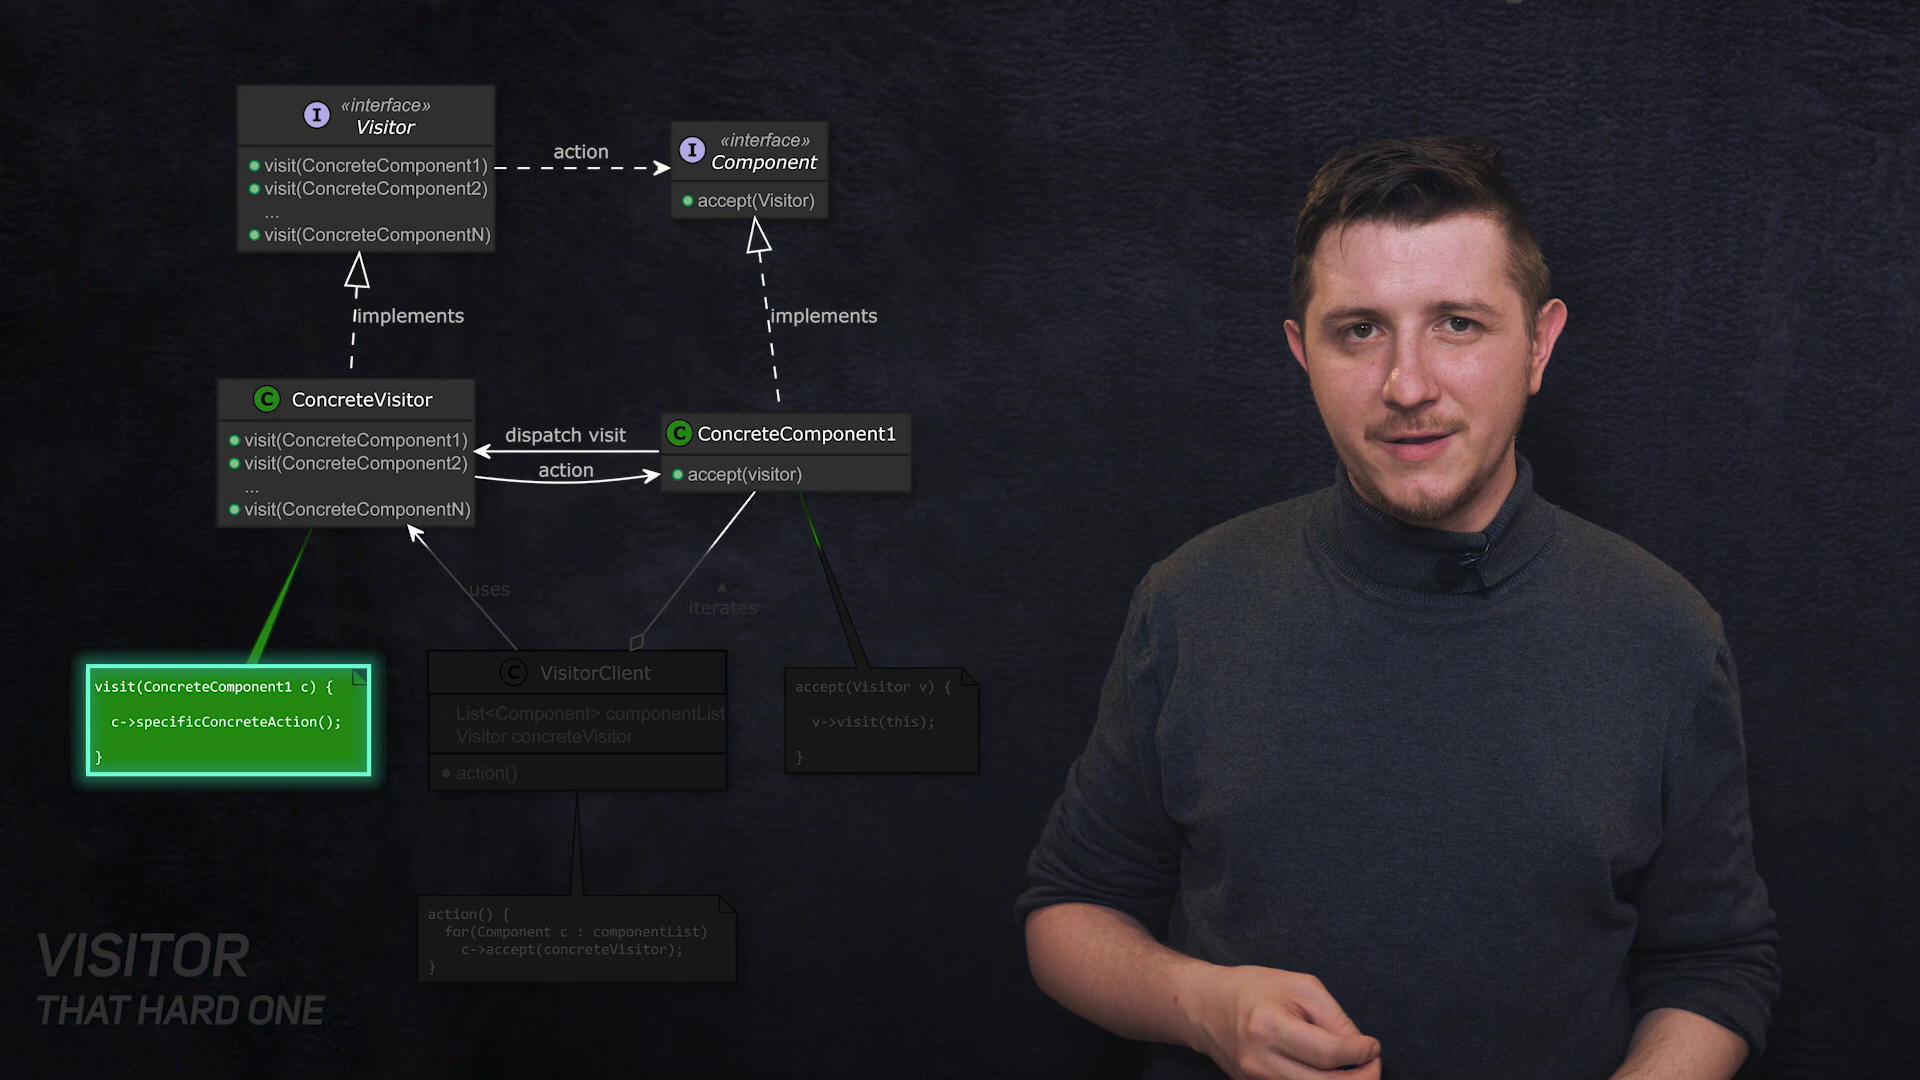 «interface»
I
Visitor
visit(ConcreteComponent1)
visit(ConcreteComponent2)
...
visit(ConcreteComponentN)
action
«interface»
I
Component
accept(Visitor)
implements
implements
C ConcreteVisitor
visit(ConcreteComponent1)
visit(ConcreteComponent2)
...
visit(ConcreteComponentN)
dispatch visit
action
C ConcreteComponent1
accept(visitor)
uses
iterates
visit(ConcreteComponent1 c) {
c->specificConcreteAction();
}
C VisitorClient
List<Component> componentList
Visitor concreteVisitor
action()
accept(Visitor v) {
v->visit(this);
}
action() {
for(Component c : componentList)
c->accept(concreteVisitor);
}
VISITOR
THAT HARD ONE